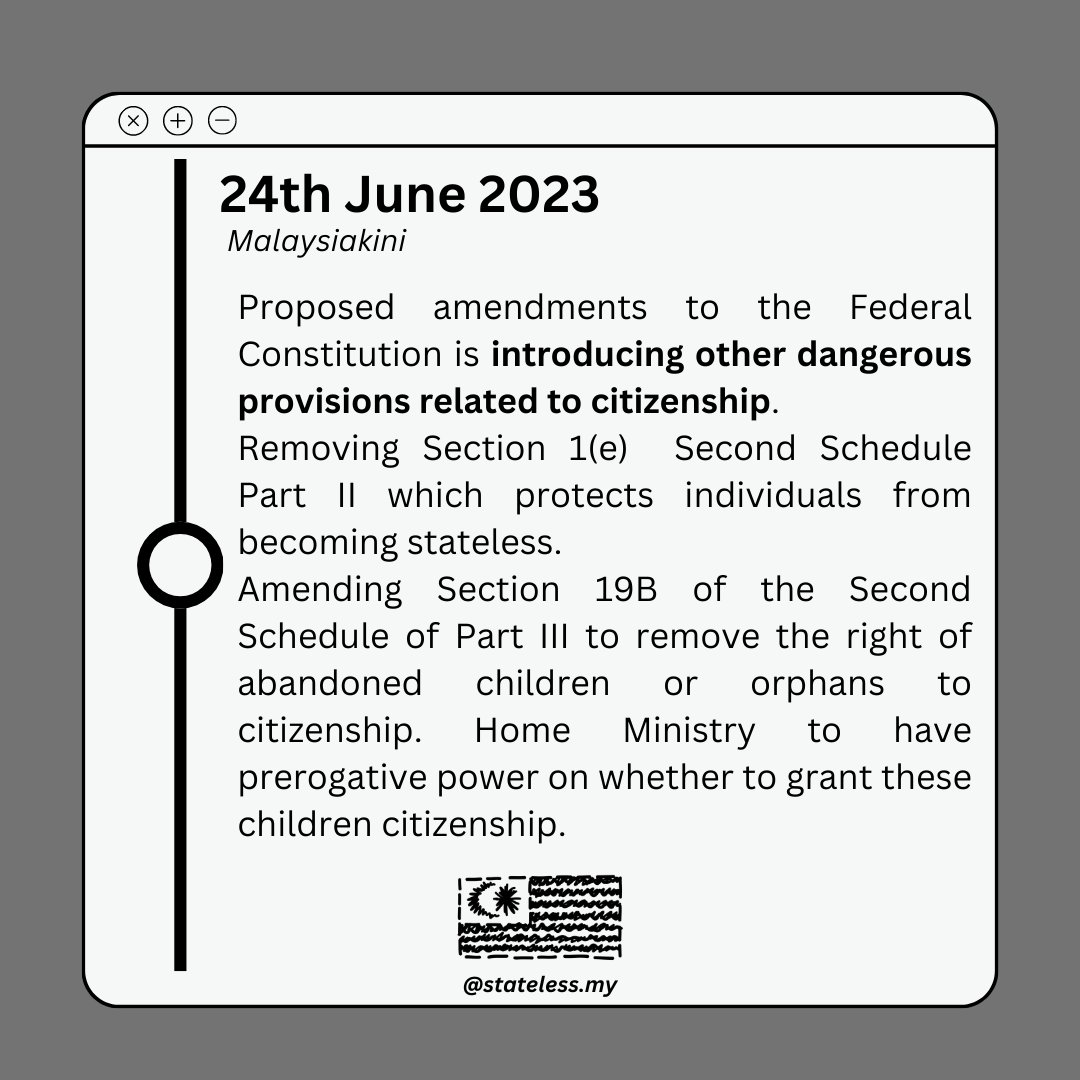 24th June 2023
Malaysiakini
Proposed amendments to the Federal
Constitution is introducing other dangerous
provisions related to citizenship.
Removing Section 1(e) Second Schedule
Part II which protects individuals from
becoming stateless.
Amending Section 19B of the Second
Schedule of Part III to remove the right of
abandoned children or orphans to
citizenship. Home Ministry to have
prerogative power on whether to grant these
children citizenship.
@stateless.my